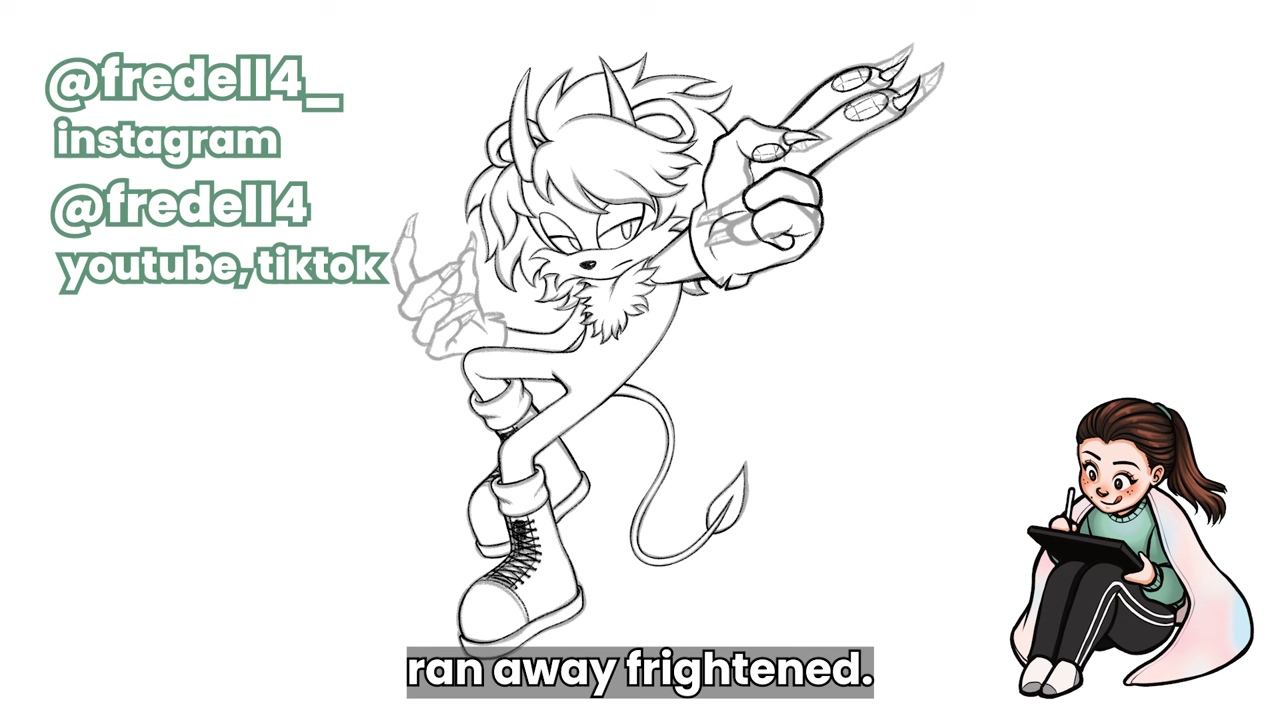 @fredell4_
instagram
@fredell4
youtube, tiktok
ran away frightened.